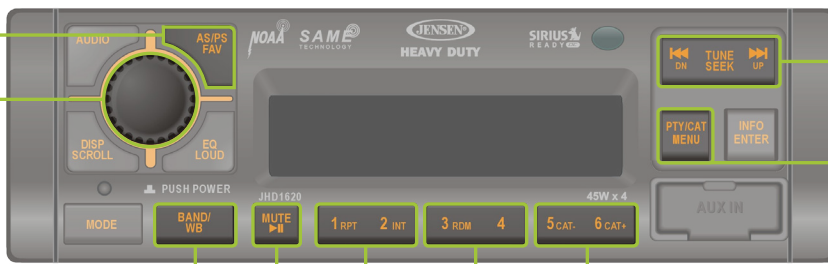 AUDIO
AS/PS
FAV
NOAA
SAME
TECHNOLOGY
JENSEN®
HEAVY DUTY
SIRIUS
READY
DN
TUNE
SEEK
UP
DISP
SCROLL
EQ
LOUD
PTY/CAT
MENU
INFO
ENTER
PUSH POWER
JHD1620
45W x 4
MODE
BAND/
WB
MUTE
1 RPT 2 INT
3 RDM 4
5 CAT- 6 CAT+
AUX IN